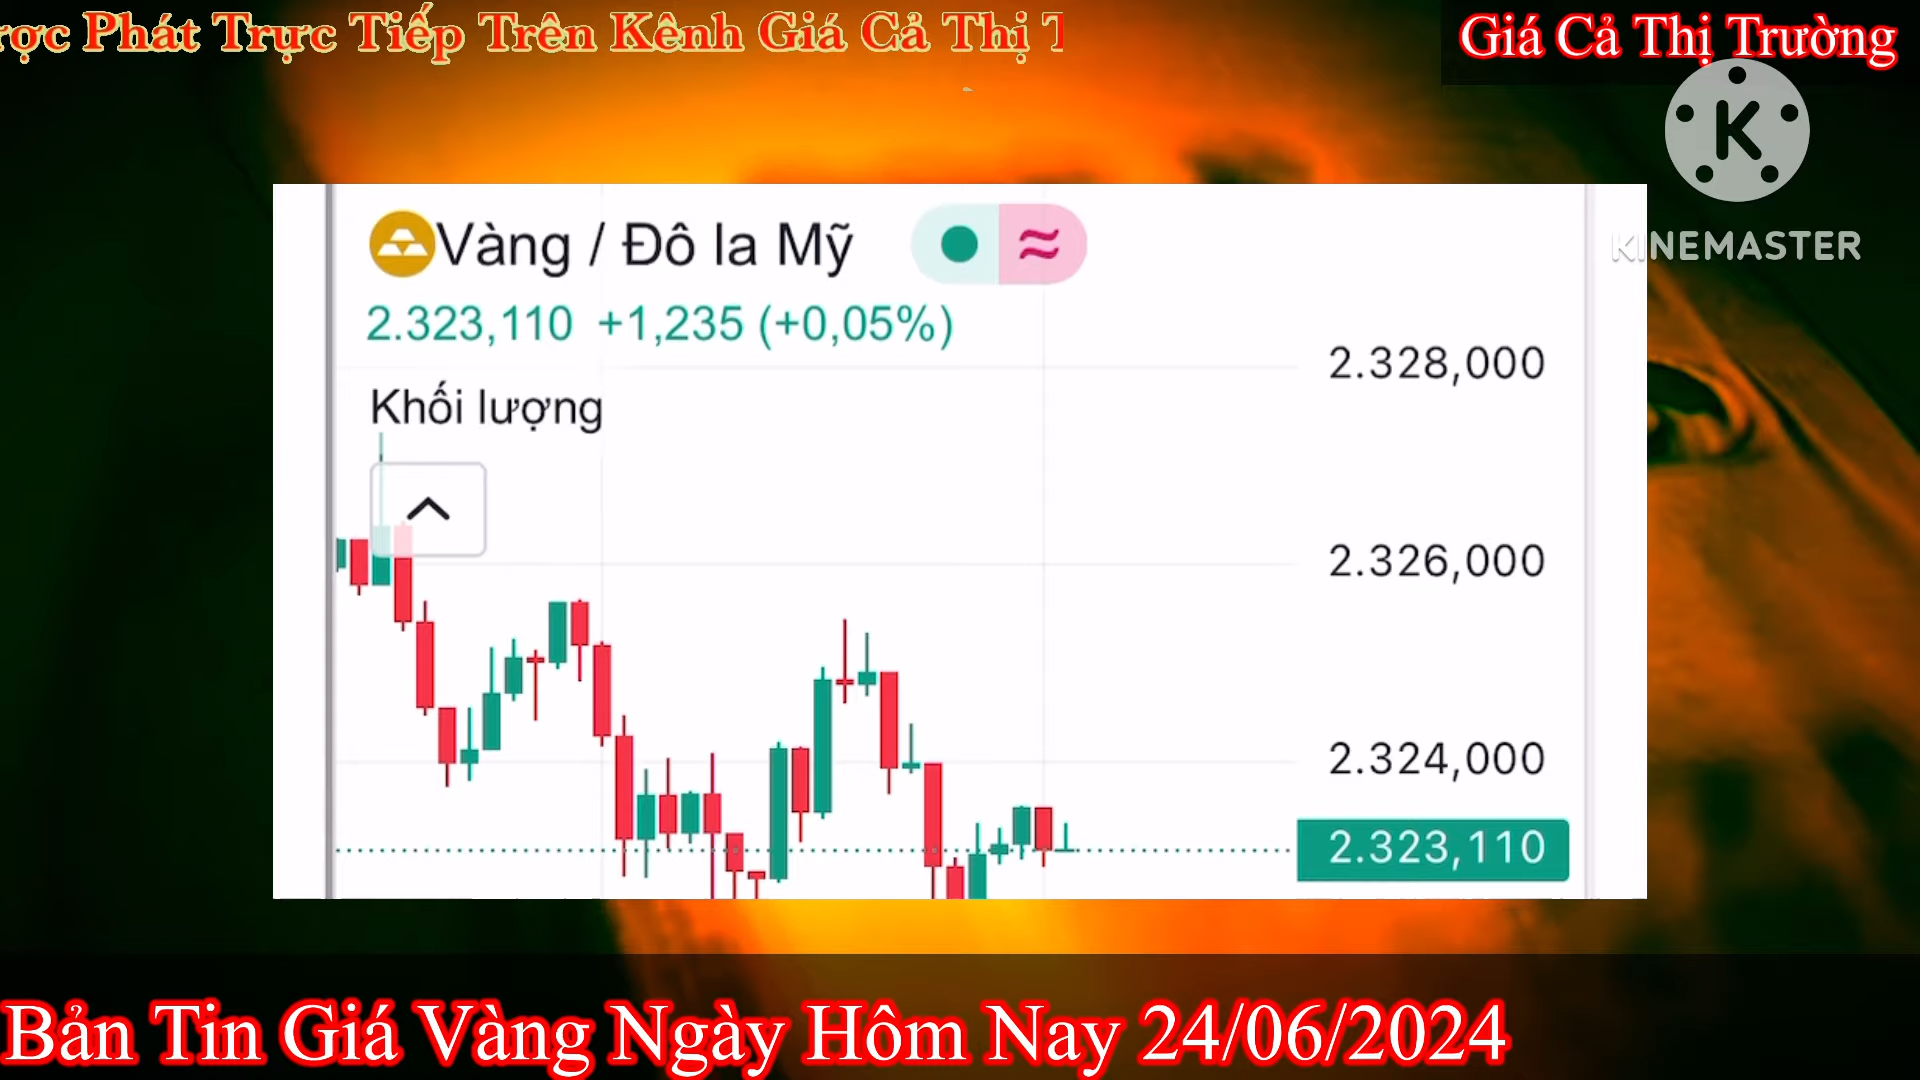 Phát Trực Tiếp Trên Kênh Giá Cả Thị
Giá Cả Thị Trường
K
KINEMASTER
Vàng / Đô la Mỹ
2.323,110 +1,235 (+0,05%)
2.328,000
Khối lượng
2.326,000
2.324,000
2.323,110
Bản Tin Giá Vàng Ngày Hôm Nay 24/06/2024